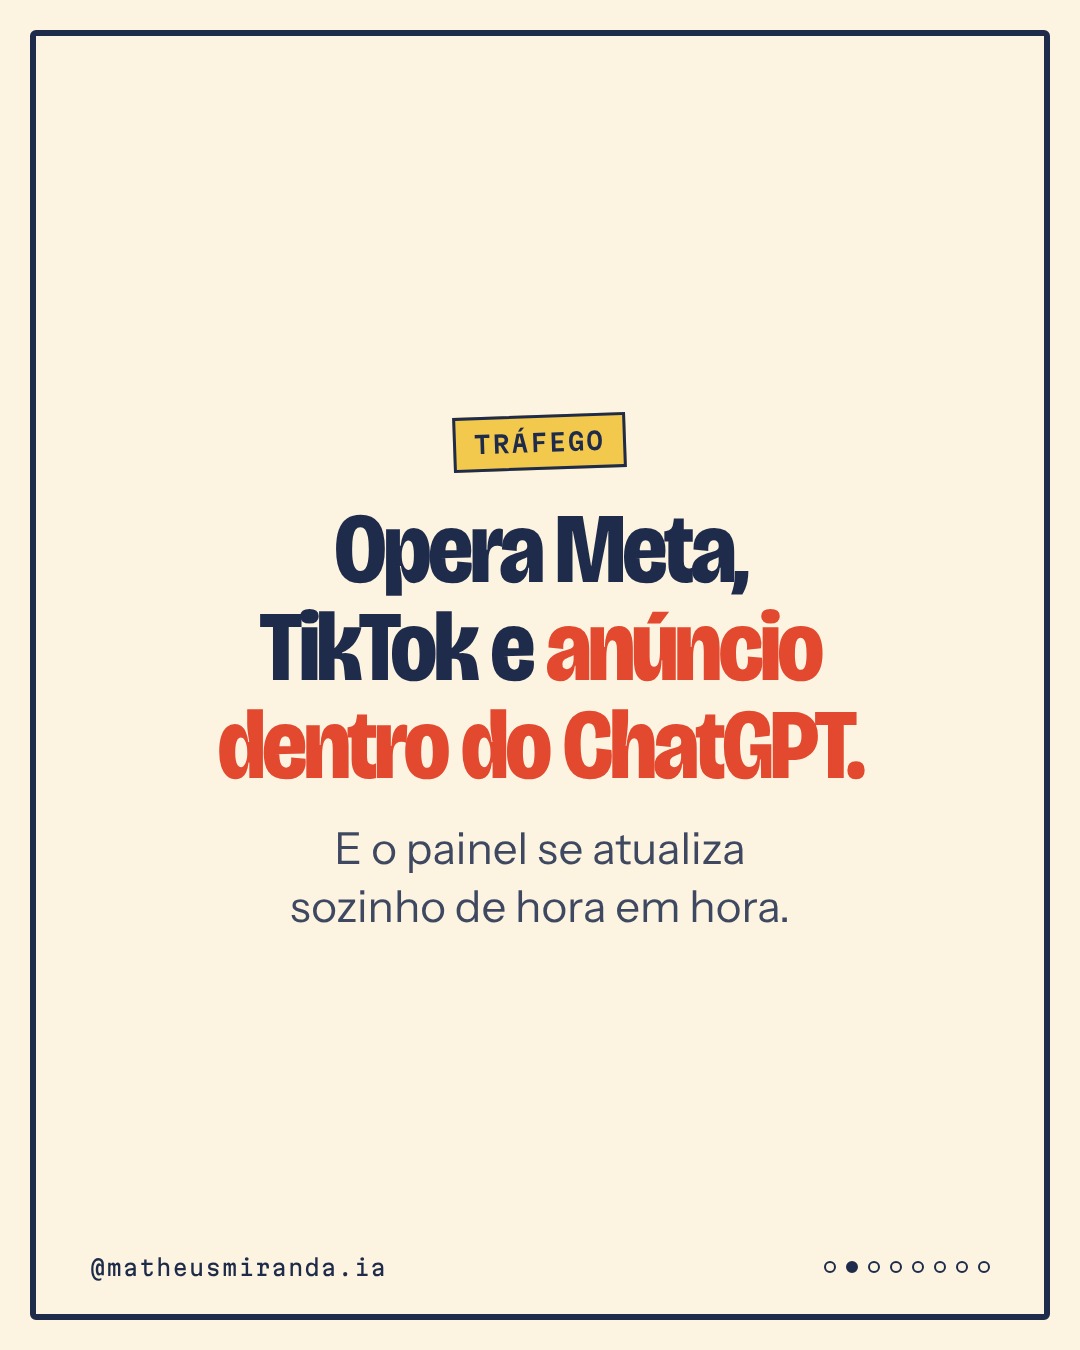 TRÁFEGO
Opera Meta,
TikTok e anúncio
dentro do ChatGPT.
E o painel se atualiza
sozinho de hora em hora.
@matheusmiranda.ia